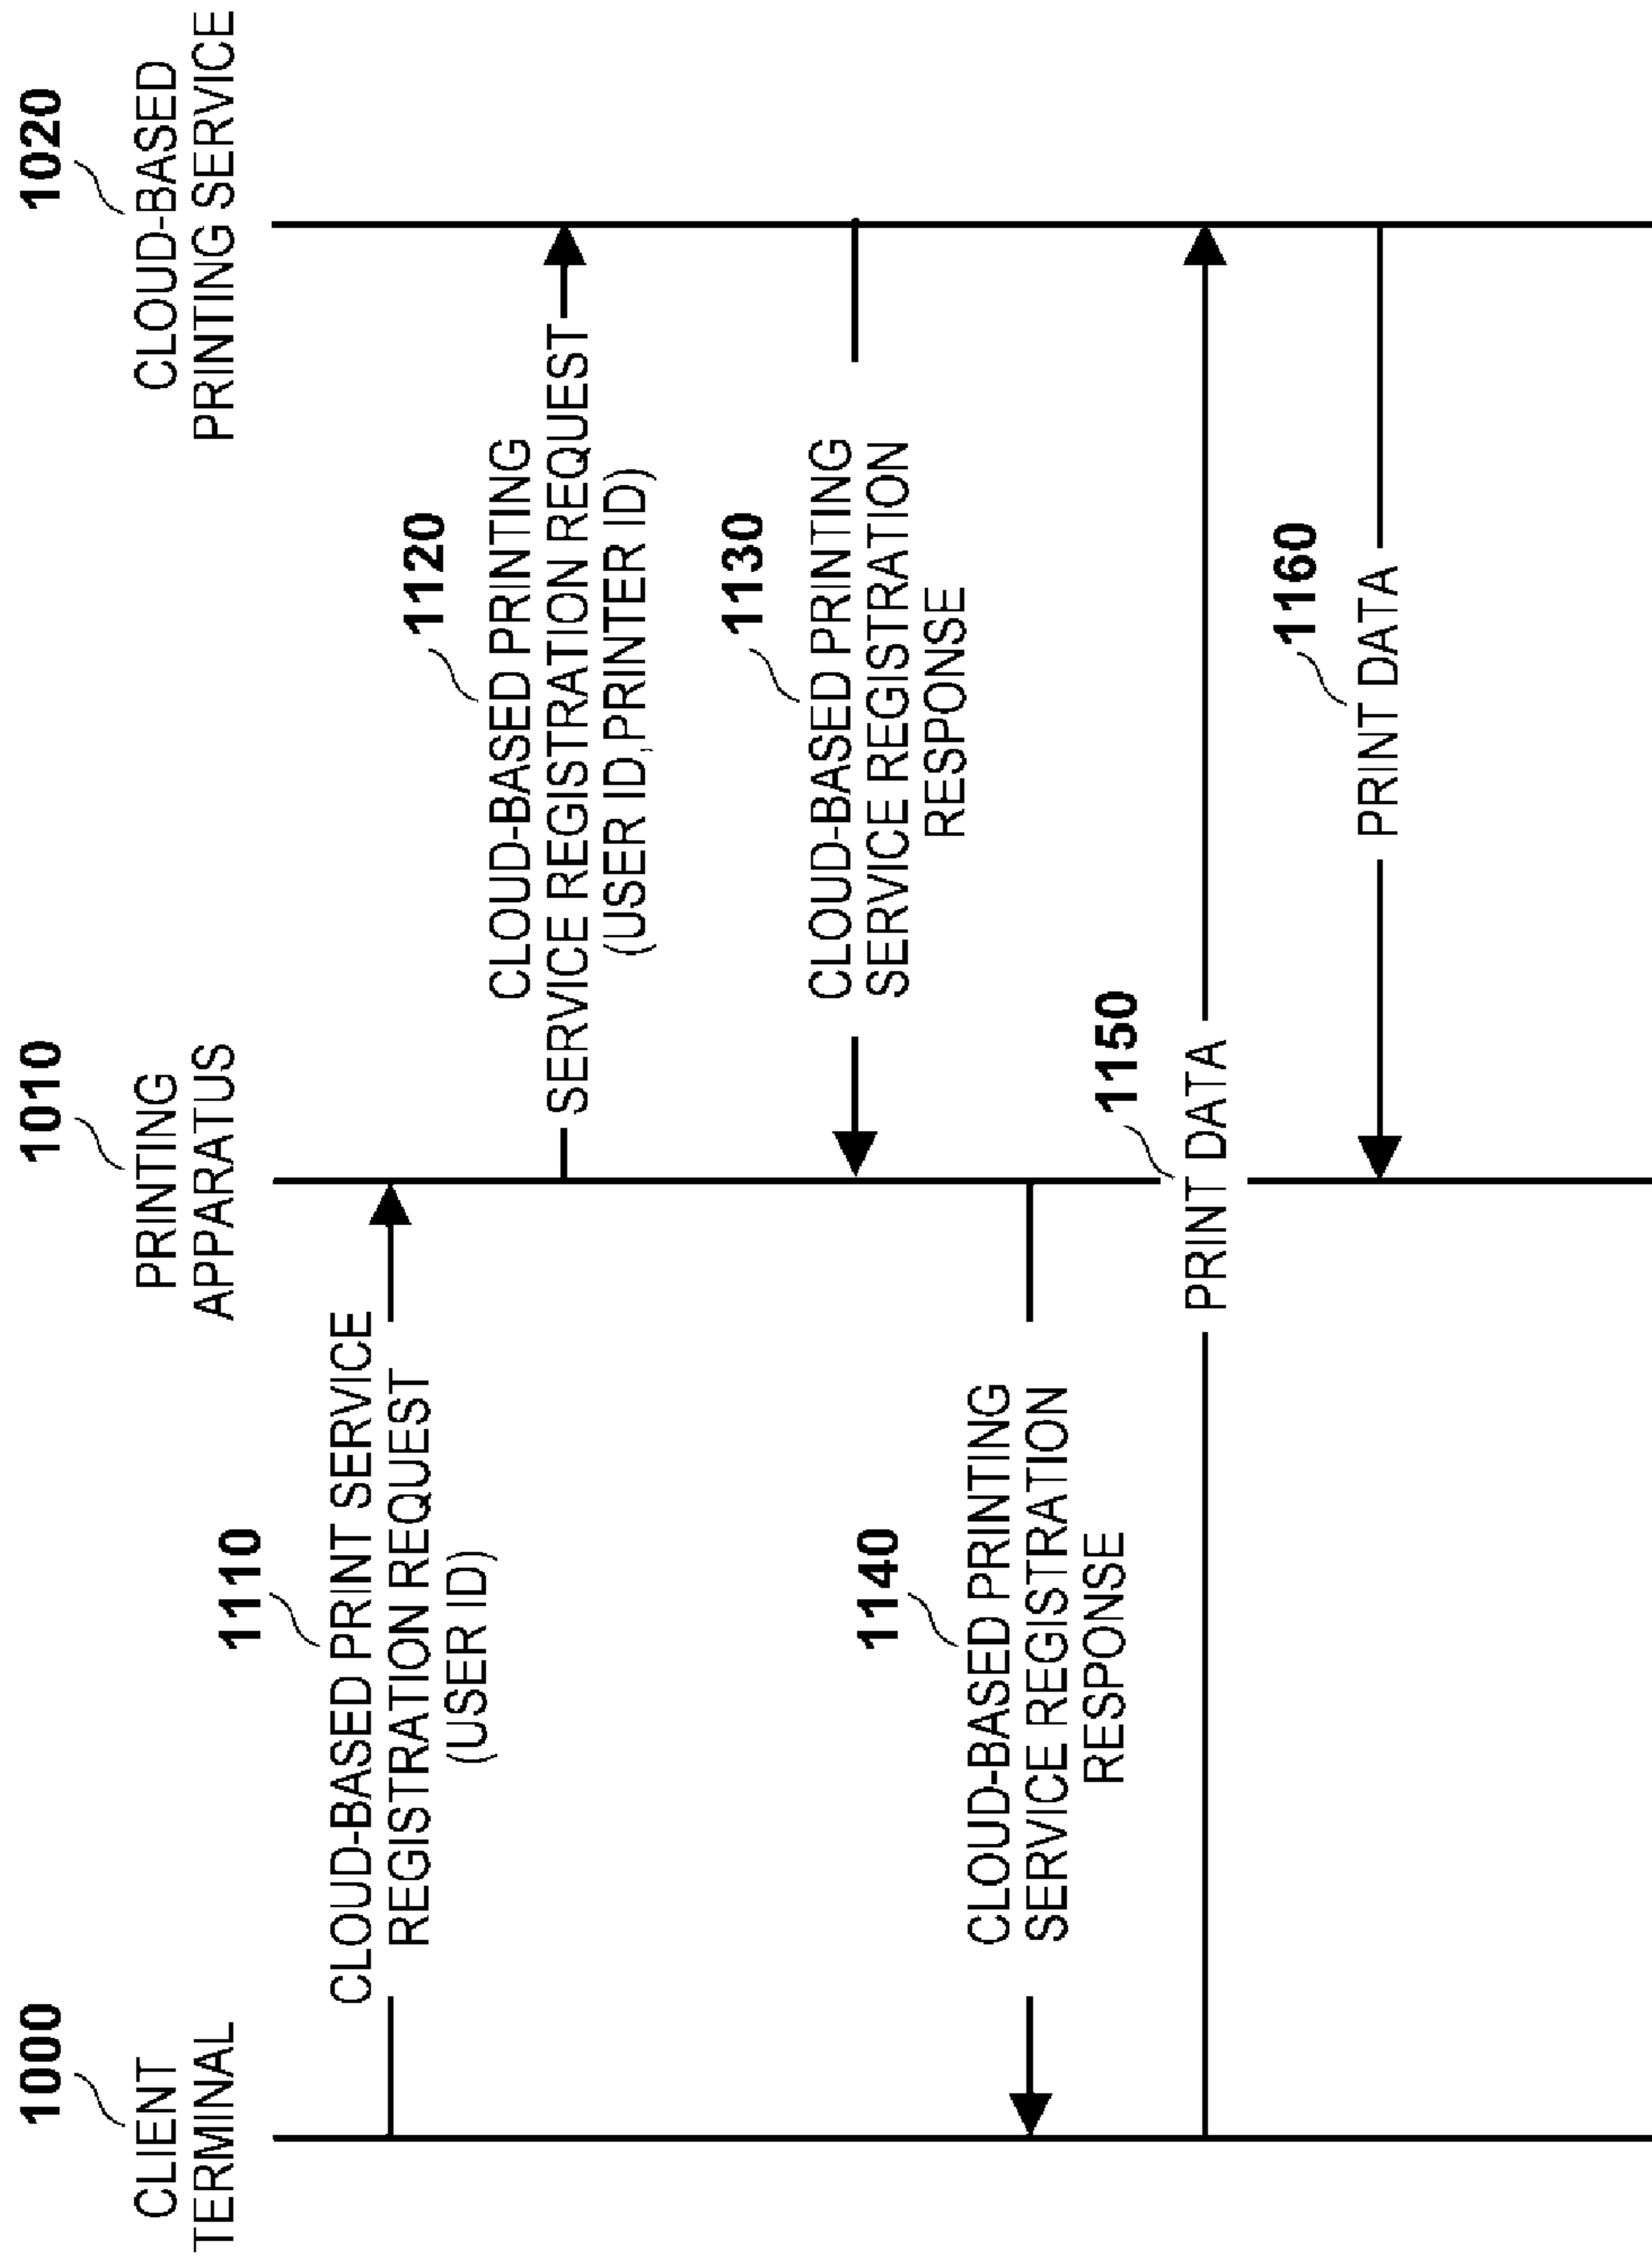 1000
CLIENT
TERMINAL
1010
PRINTING
APPARATUS
1020
CLOUD-BASED
PRINTING SERVICE
1110
CLOUD-BASED PRINT SERVICE
REGISTRATION REQUEST
(USER ID)
1120
CLOUD-BASED PRINTING
SERVICE REGISTRATION REQUEST
(USER ID,PRINTER ID)
1130
CLOUD-BASED PRINTING
SERVICE REGISTRATION
RESPONSE
1140
CLOUD-BASED PRINTING
SERVICE REGISTRATION
RESPONSE
1150
PRINT DATA
1160
PRINT DATA